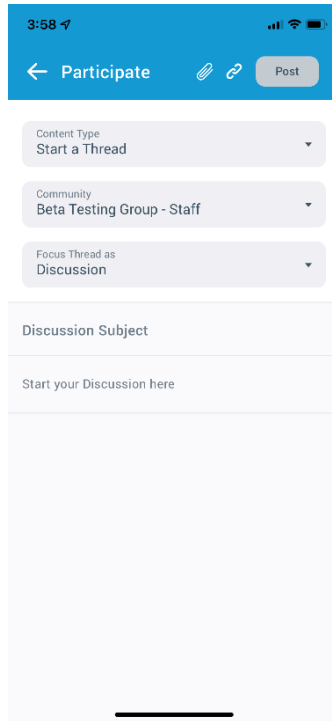 3:58
Participate
Post
Content Type
Start a Thread
Community
Beta Testing Group - Staff
Focus Thread as
Discussion
Discussion Subject
Start your Discussion here